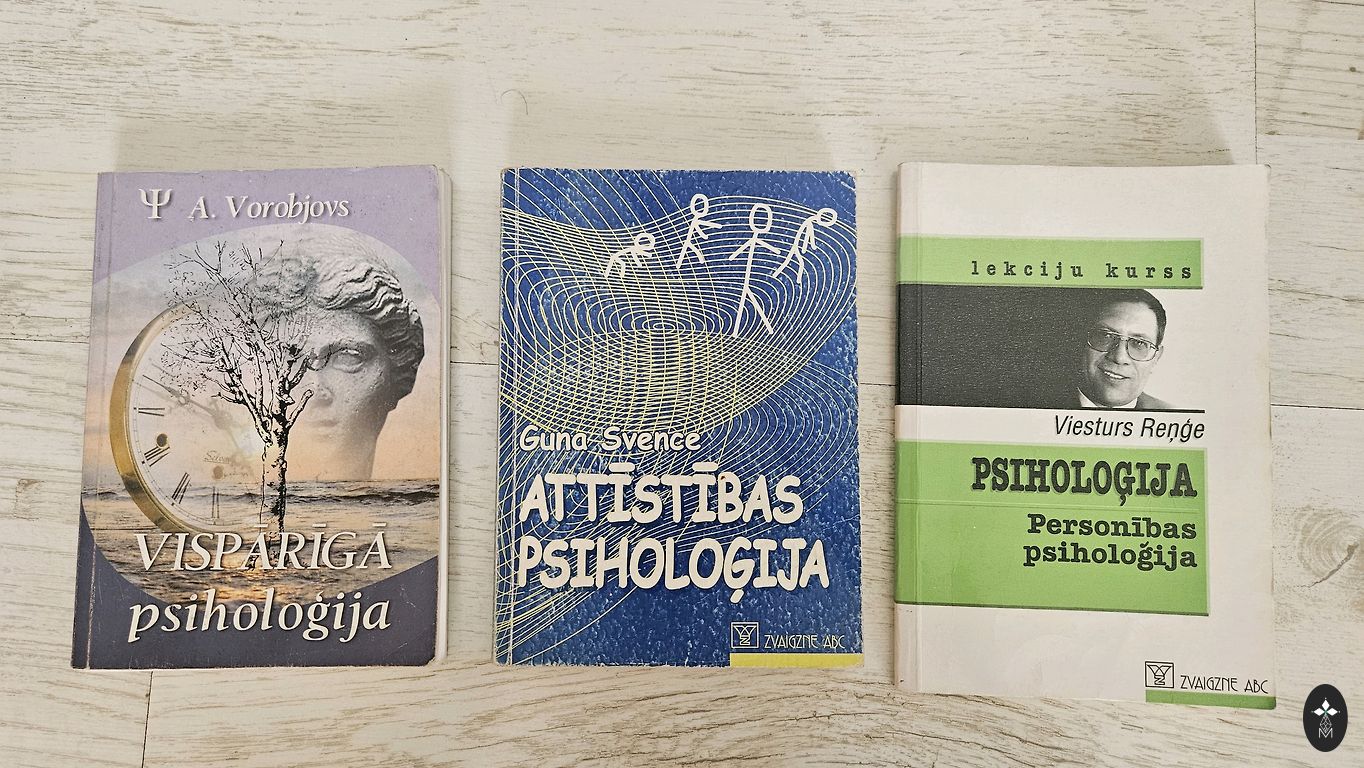 Ψ A. Vorobjovs
VISPĀRĪGĀ
psiholoģija
Guna Svence
ATTĪSTĪBAS
PSIHOLOĢIJA
ZVAIGZNE ABC
lekciju kurss
Viesturs Reņģe
PSIHOLOĢIJA
Personības
psiholoģija
ZVAIGZNE ABC
M